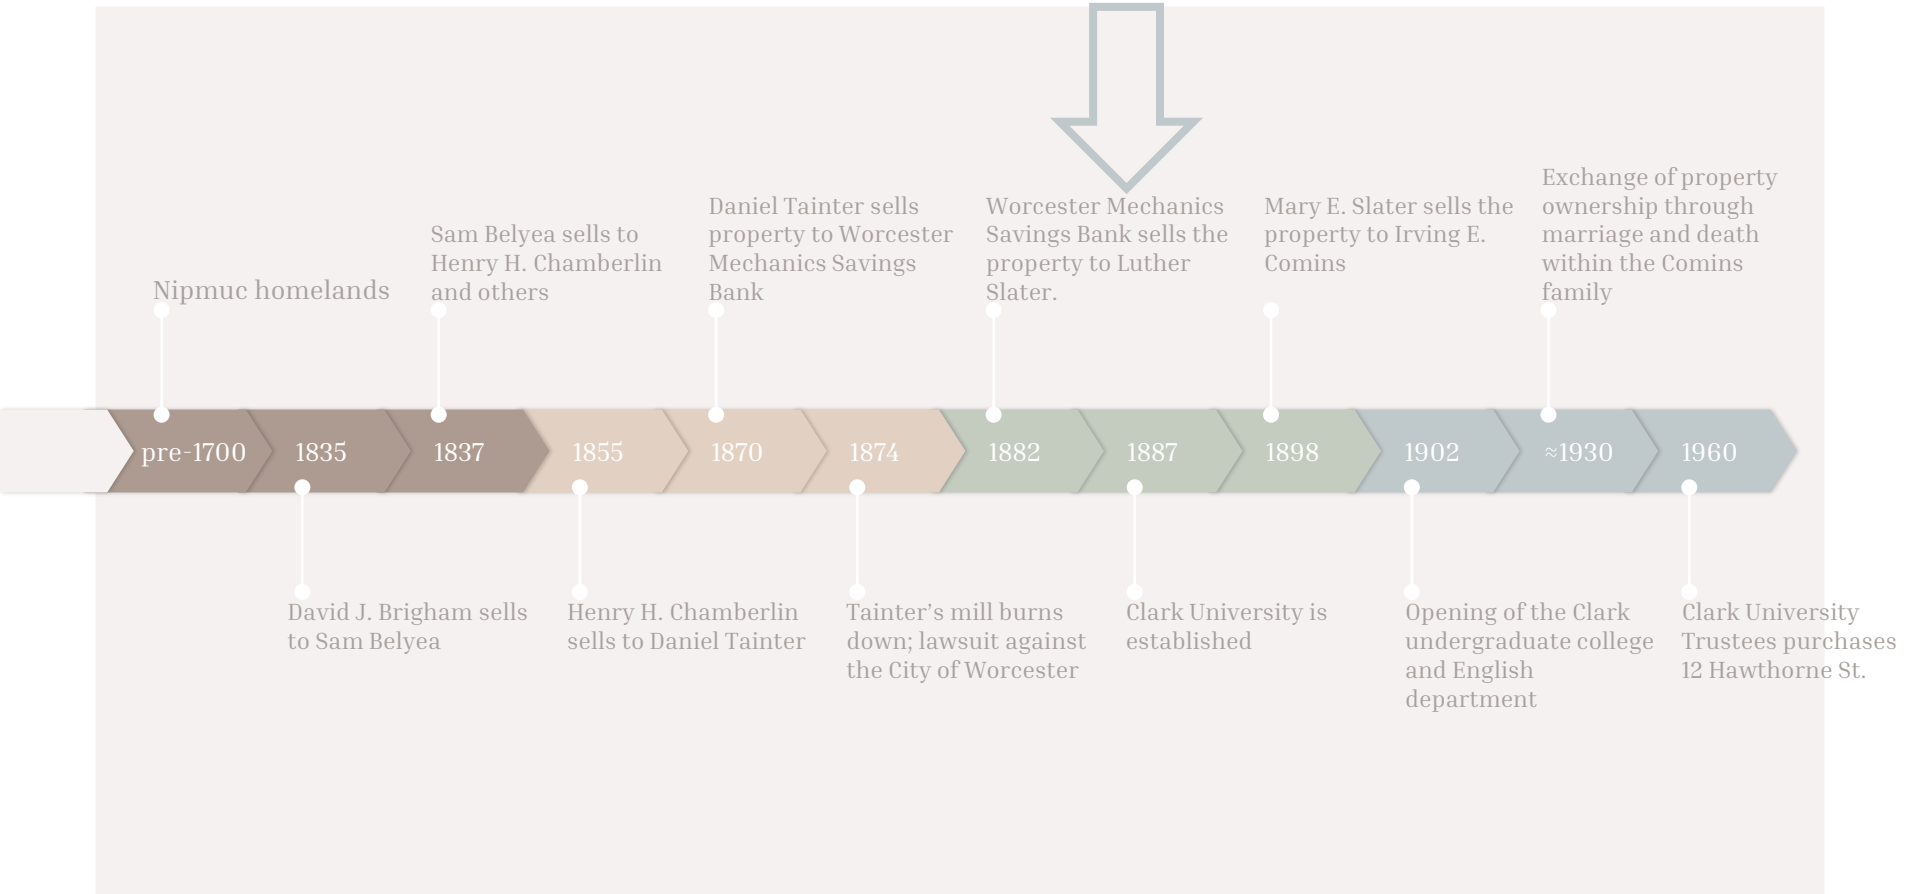 Exchange of property
ownership through
marriage and death
within the Comins
family
Daniel Tainter sells
property to Worcester
Mechanics Savings
Bank
Worcester Mechanics
Savings Bank sells the
property to Luther
Slater.
Mary E. Slater sells the
property to Irving E.
Comins
Sam Belyea sells to
Henry H. Chamberlin
and others
Nipmuc homelands
pre-1700
1835
1837
1855
1870
1874
1882
1887
1898
1902
≈1930
1960
David J. Brigham sells
to Sam Belyea
Henry H. Chamberlin
sells to Daniel Tainter
Tainter’s mill burns
down; lawsuit against
the City of Worcester
Clark University is
established
Opening of the Clark
undergraduate college
and English
department
Clark University
Trustees purchases
12 Hawthorne St.